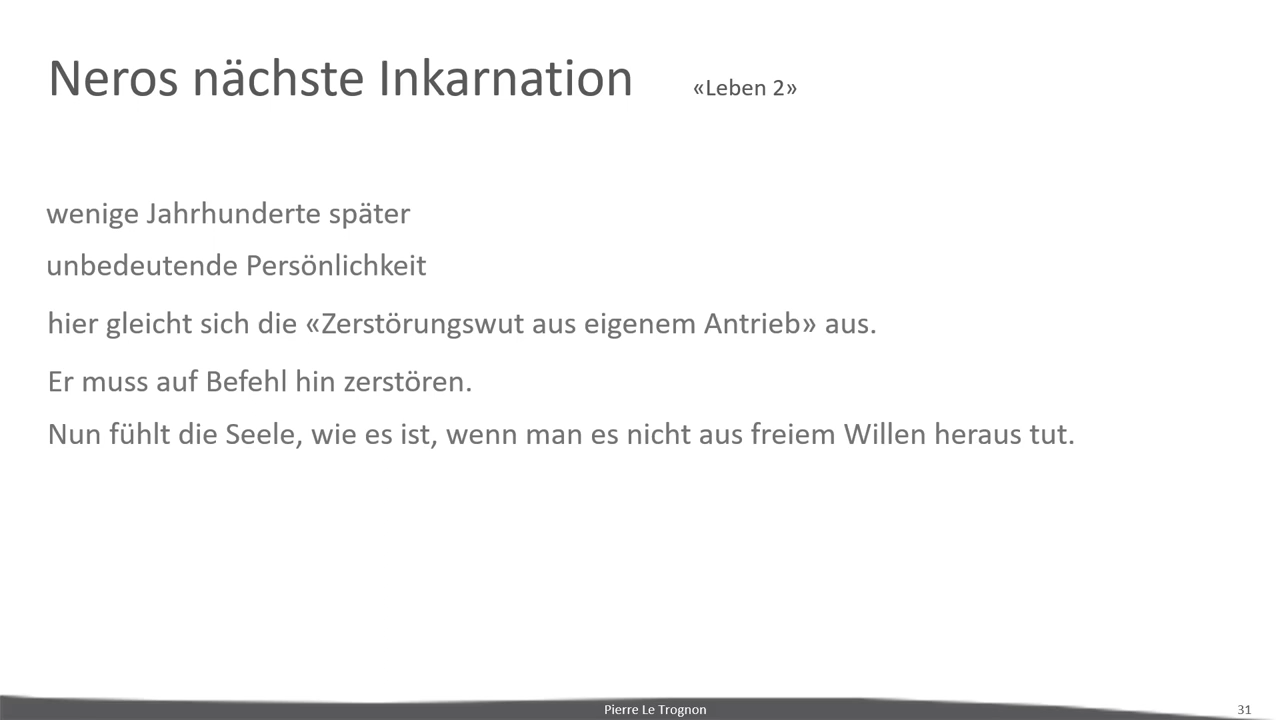 Neros nächste Inkarnation «Leben 2»
wenige Jahrhunderte später
unbedeutende Persönlichkeit
hier gleicht sich die «Zerstörungswut aus eigenem Antrieb» aus.
Er muss auf Befehl hin zerstören.
Nun fühlt die Seele, wie es ist, wenn man es nicht aus freiem Willen heraus tut.
Pierre Le Trognon 31